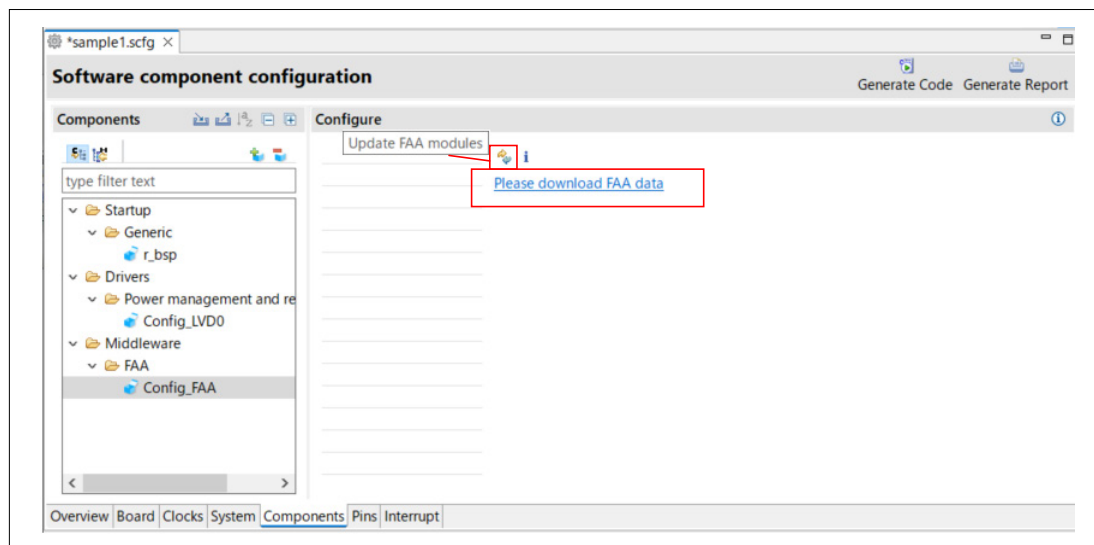 *sample1.scfg
Software component configuration
Generate Code Generate Report
Components
Configure
Update FAA modules
type filter text
Please download FAA data
Startup
Generic
r_bsp
Drivers
Power management and re
Config_LVD0
Middleware
FAA
Config_FAA
Overview Board Clocks System Components Pins Interrupt